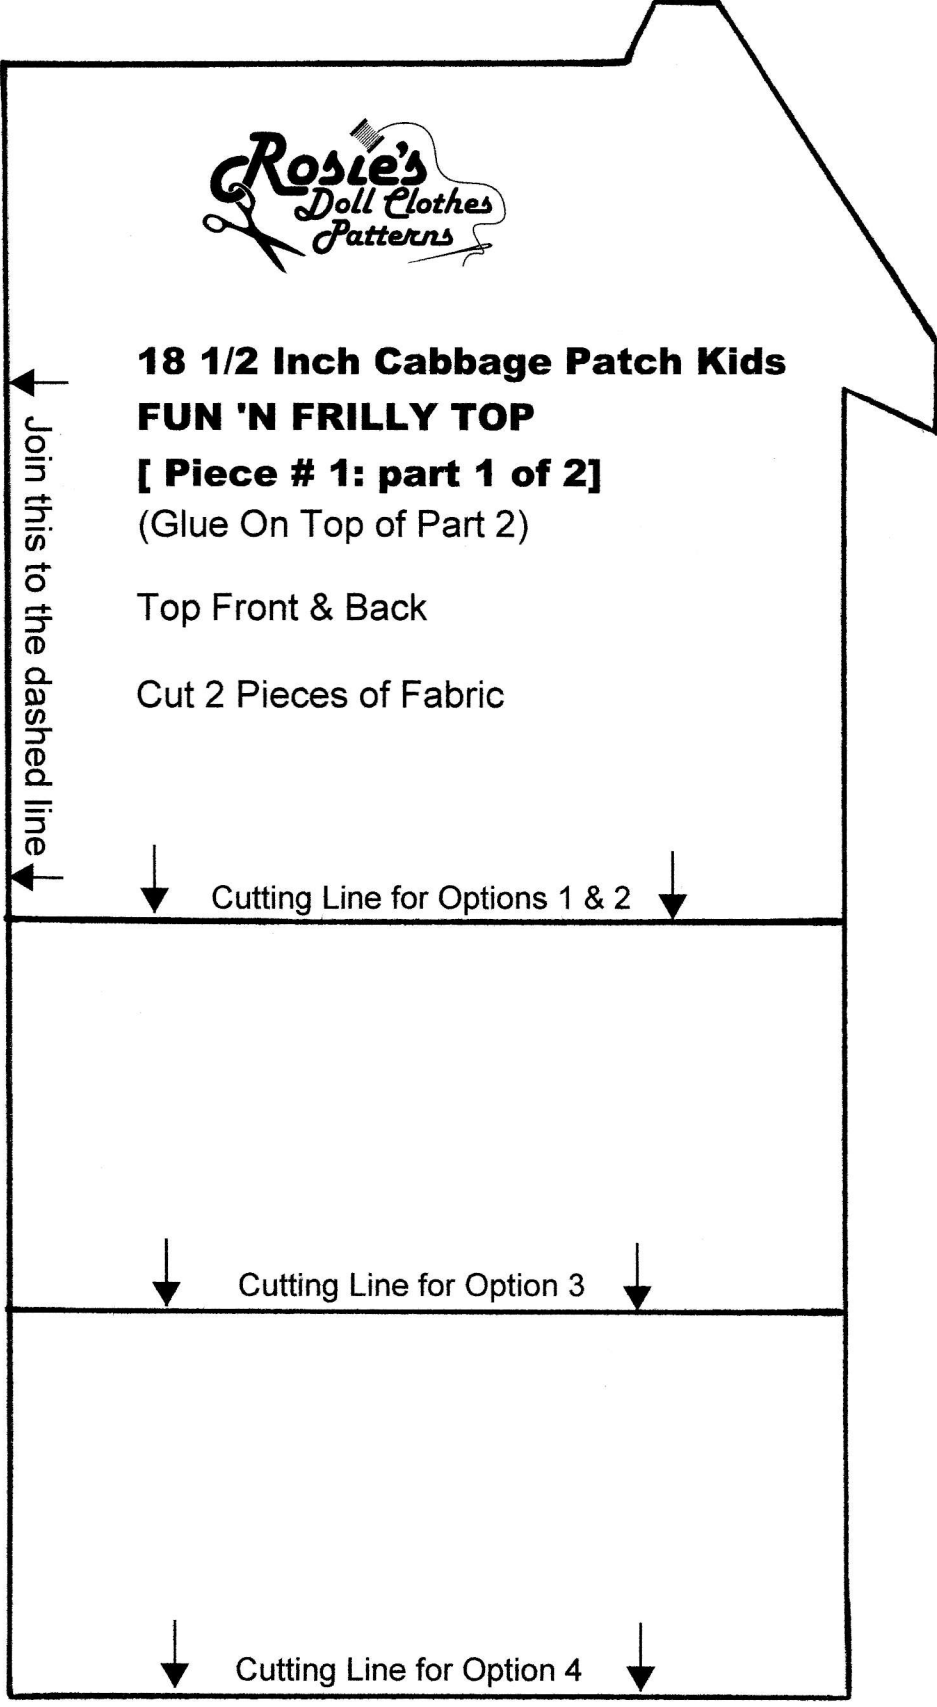 Rosie's
Doll Clothes
Patterns
18 1/2 Inch Cabbage Patch Kids
FUN 'N FRILLY TOP
[ Piece # 1: part 1 of 2]
(Glue On Top of Part 2)
Top Front & Back
Cut 2 Pieces of Fabric
Join this to the dashed line
Cutting Line for Options 1 & 2
Cutting Line for Option 3
Cutting Line for Option 4